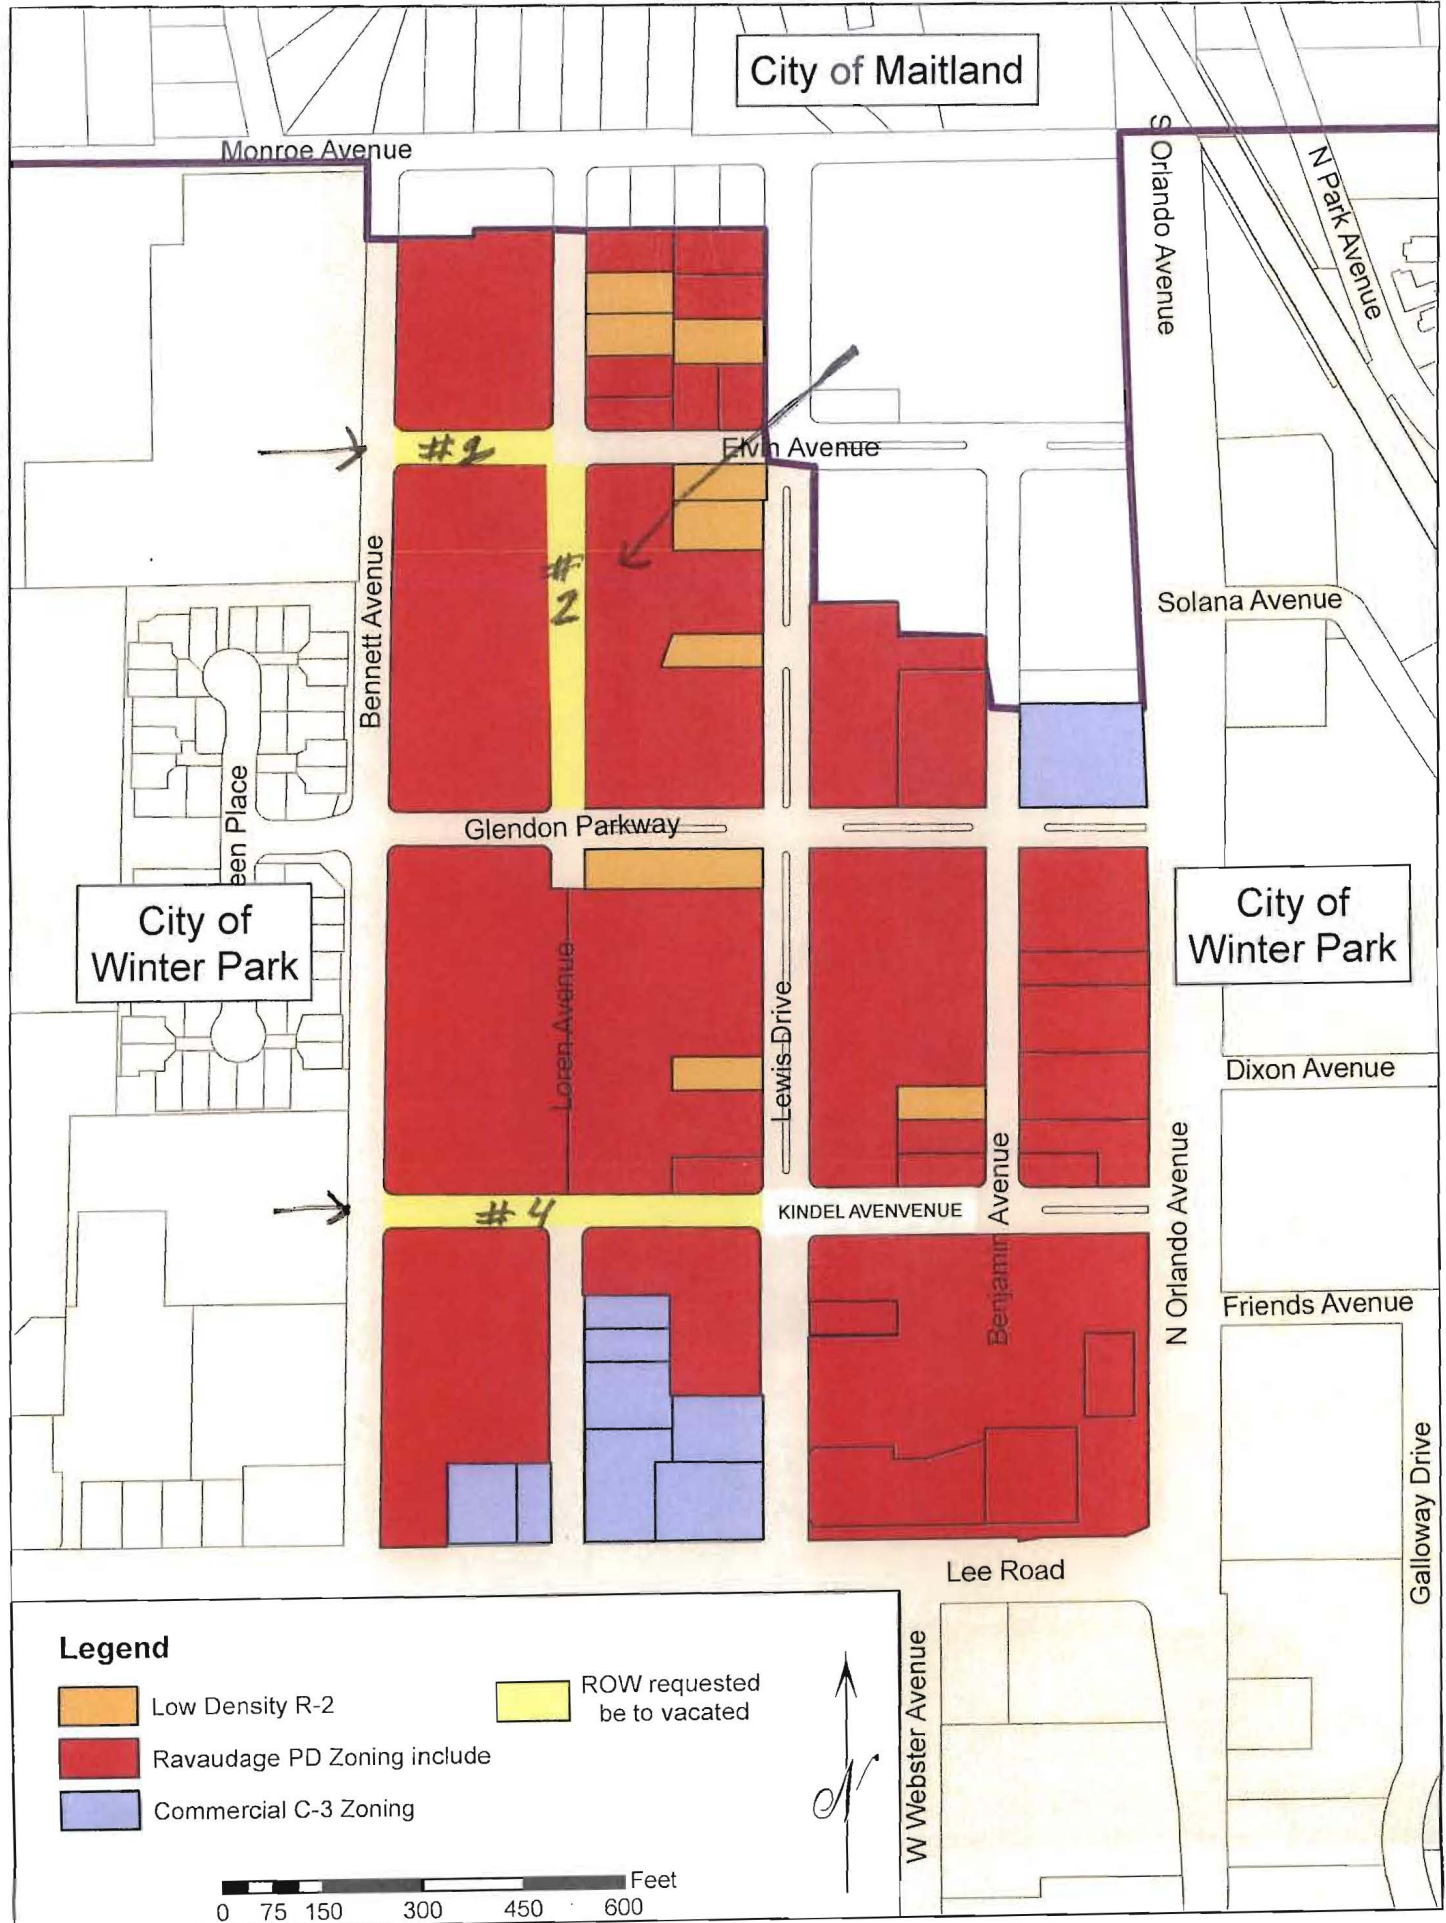 City of Maitland
Monroe Avenue
S Orlando Avenue
N Park Avenue
Elvin Avenue
#
2
Bennett Avenue
Solana Avenue
Glendon Parkway
een Place
City of
Winter Park
City of
Winter Park
Loren Avenue
Lewis Drive
Dixon Avenue
# 4
KINDEL AVENVENUE
Benjamin Avenue
N Orlando Avenue
Friends Avenue
Galloway Drive
Lee Road
W Webster Avenue
Legend
Low Density R-2
Ravaudage PD Zoning include
Commercial C-3 Zoning
ROW requested
be to vacated
N
Feet
0 75 150 300 450 600